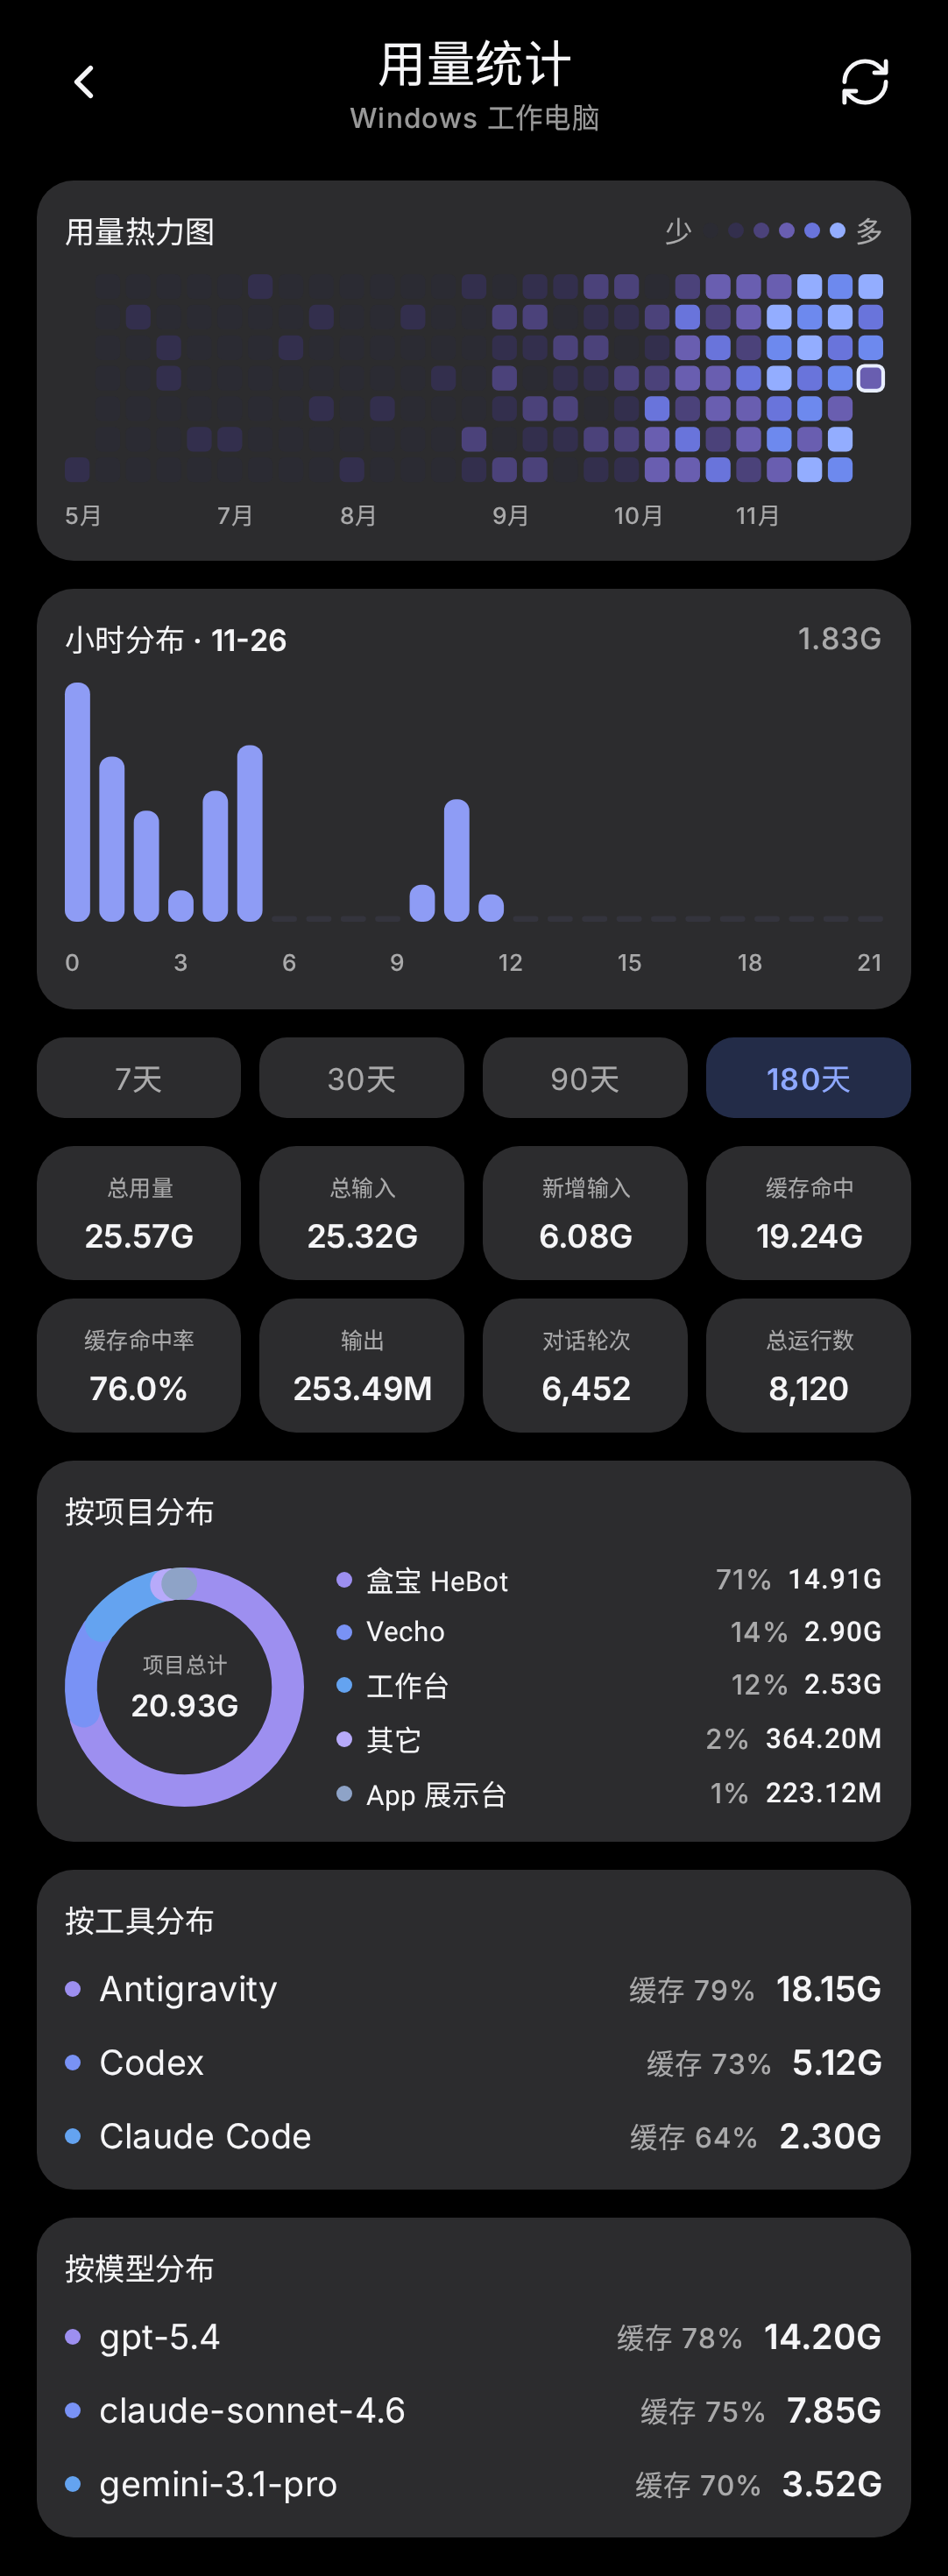 用量统计
Windows 工作电脑
用量热力图 少 多
5月 7月 8月 9月 10月 11月
小时分布 · 11-26 1.83G
0 3 6 9 12 15 18 21
7天 30天 90天 180天
总用量 总输入 新增输入 缓存命中
25.57G 25.32G 6.08G 19.24G
缓存命中率 输出 对话轮次 总运行数
76.0% 253.49M 6,452 8,120
按项目分布
项目总计
20.93G
盒宝 HeBot 71% 14.91G
Vecho 14% 2.90G
工作台 12% 2.53G
其它 2% 364.20M
App 展示台 1% 223.12M
按工具分布
Antigravity 缓存 79% 18.15G
Codex 缓存 73% 5.12G
Claude Code 缓存 64% 2.30G
按模型分布
gpt-5.4 缓存 78% 14.20G
claude-sonnet-4.6 缓存 75% 7.85G
gemini-3.1-pro 缓存 70% 3.52G